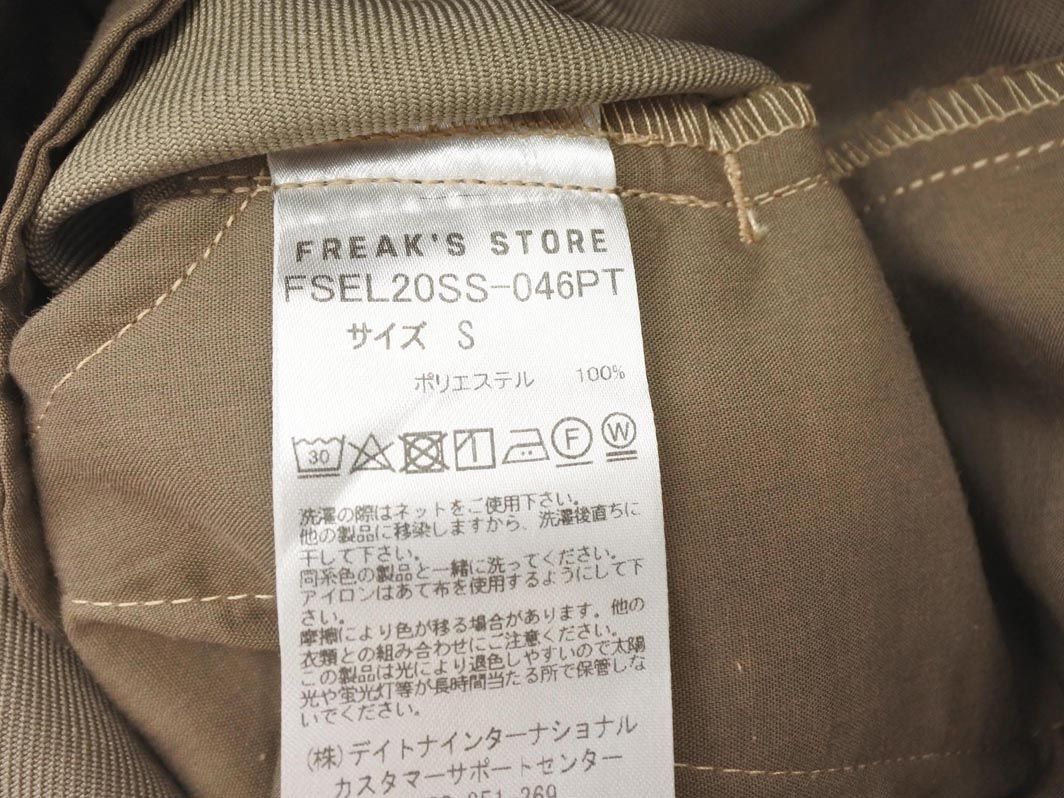 FREAK'S STORE
FSEL20SS-046PT
サイズ S
ポリエステル 100%
30 F W
洗濯の際はネットをご使用下さい。
他の製品に移染しますから、洗濯後直ちに
干して下さい。
同系色の製品と一緒に洗ってください。
アイロンはあて布を使用するようにして下
さい。
摩擦により色が移る場合があります。他の
衣類との組み合わせにご注意ください。
この製品は光により退色しやすいので太陽
光や蛍光灯等が長時間当たる所で保管しな
いでください。
(株)デイトナインターナショナル
カスタマーサポートセンター